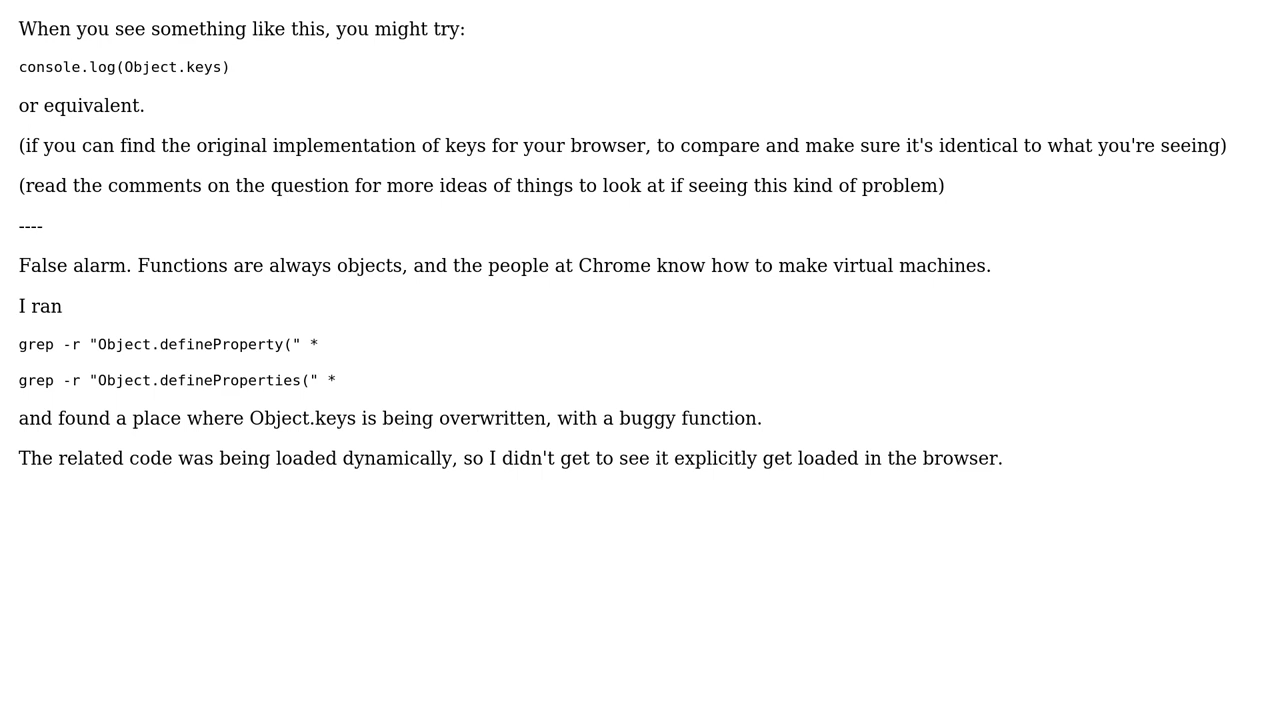 When you see something like this, you might try:
console.log(Object.keys)
or equivalent.
(if you can find the original implementation of keys for your browser, to compare and make sure it's identical to what you're seeing)
(read the comments on the question for more ideas of things to look at if seeing this kind of problem)
----
False alarm. Functions are always objects, and the people at Chrome know how to make virtual machines.
I ran
grep -r "Object.defineProperty(" *
grep -r "Object.defineProperties(" *
and found a place where Object.keys is being overwritten, with a buggy function.
The related code was being loaded dynamically, so I didn't get to see it explicitly get loaded in the browser.